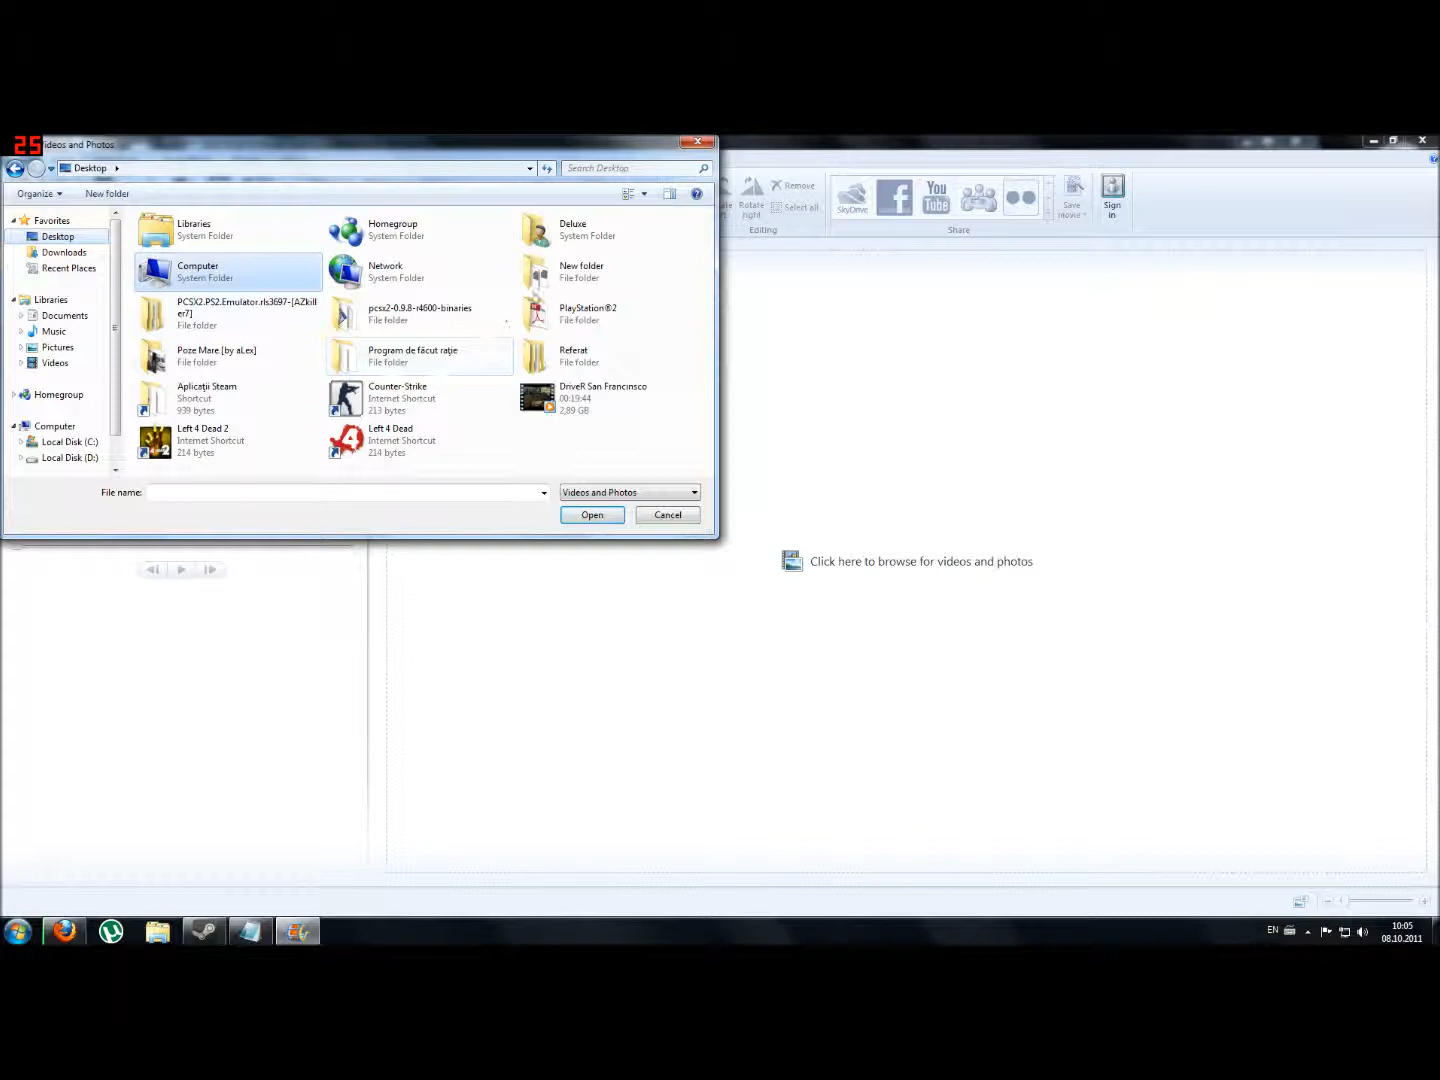 25
ideos and Photos
Desktop
Search Desktop
Organize
New folder
Favorites
Desktop
Downloads
Recent Places
Libraries
Documents
Music
Pictures
Videos
Homegroup
Computer
Local Disk (C:)
Local Disk (D:)
Libraries
System Folder
Homegroup
System Folder
Deluxe
System Folder
Computer
System Folder
Network
System Folder
New folder
File folder
PCSX2.PS2.Emulator.rls3697-[AZkill
er7]
File folder
pcsx2-0.9.8-r4600-binaries
File folder
PlayStation®2
File folder
Poze Mare [by aLex]
File folder
Program de făcut rație
File folder
Referat
File folder
Aplicații Steam
Shortcut
939 bytes
Counter-Strike
Internet Shortcut
213 bytes
DriveR San Francinsco
00:19:44
2,89 GB
Left 4 Dead 2
Internet Shortcut
214 bytes
Left 4 Dead
Internet Shortcut
214 bytes
File name:
Videos and Photos
Open
Cancel
Rotate
right
Remove
Select all
Editing
SkyDrive
You
Tube
Share
Save
movie
Sign
in
Click here to browse for videos and photos
EN
10:05
08.10.2011